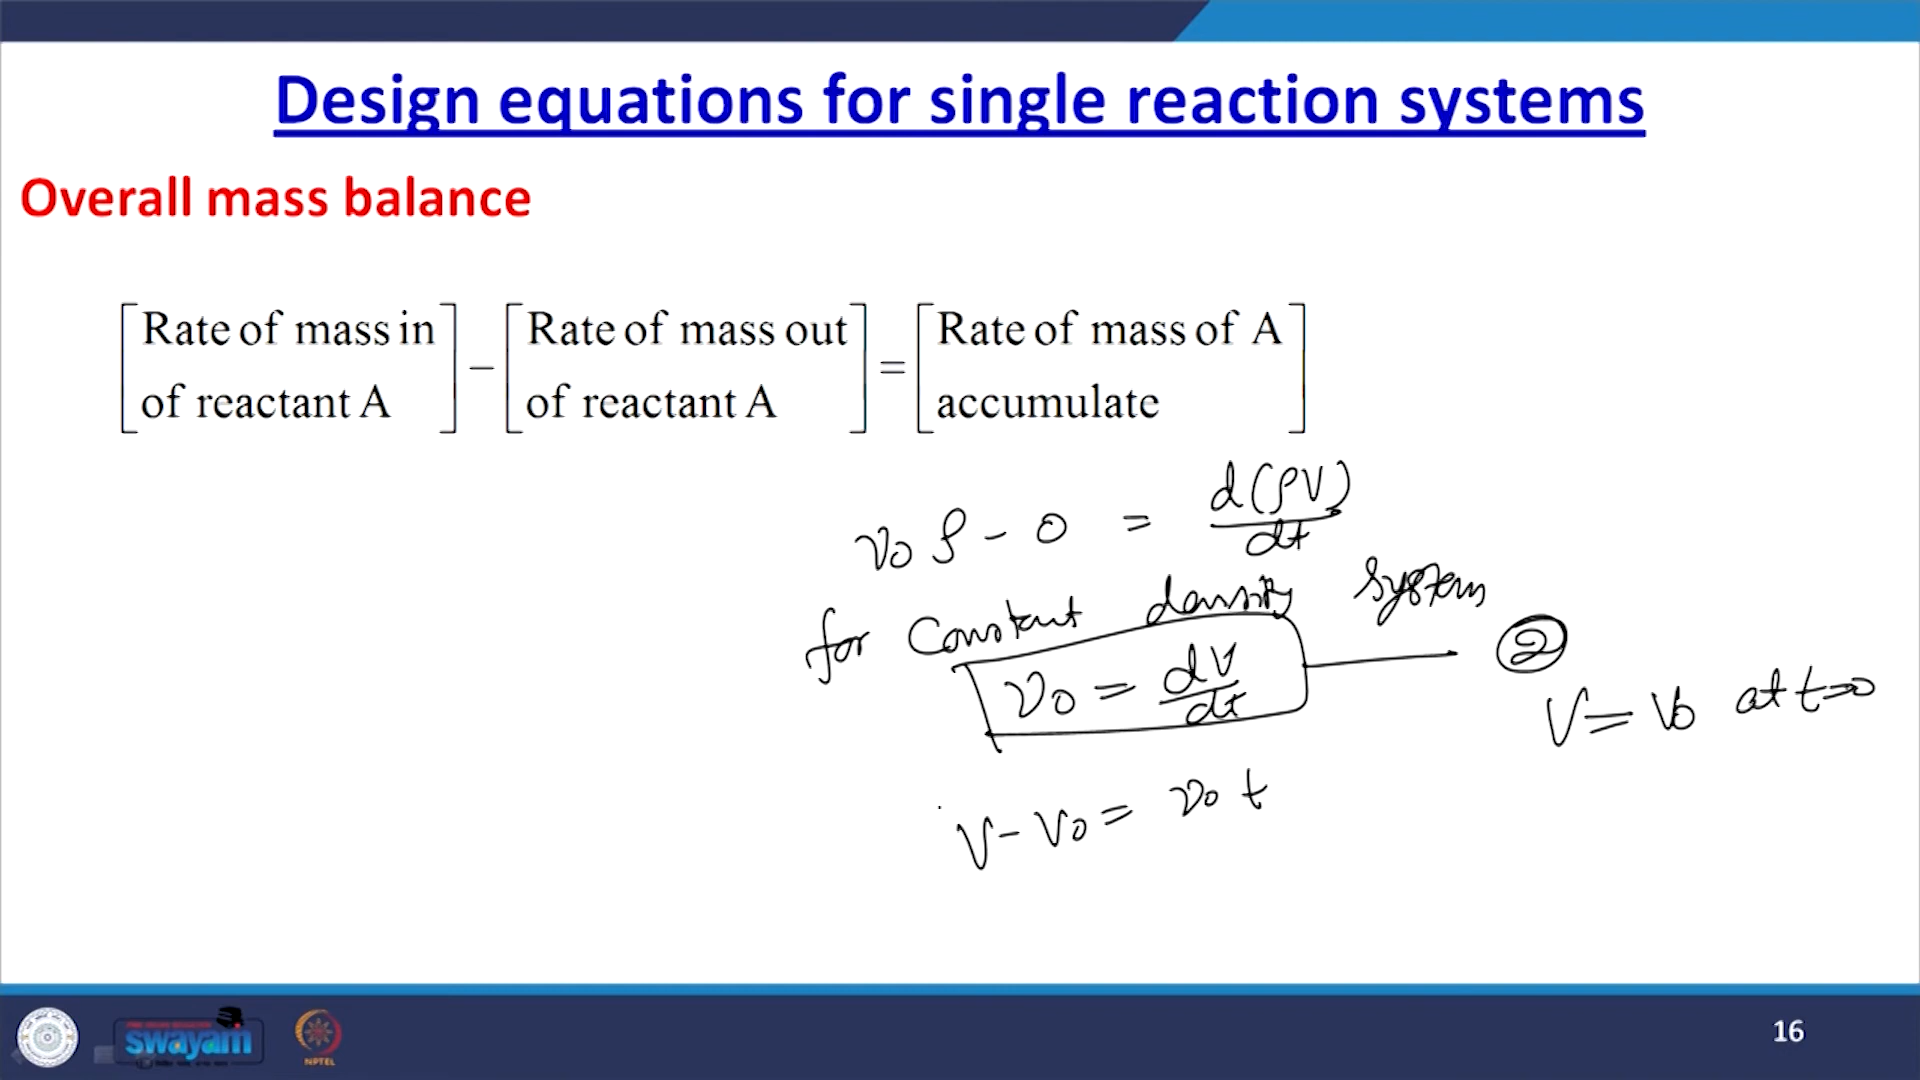 Design equations for single reaction systems
Overall mass balance
[Rate of mass in of reactant A] − [Rate of mass out of reactant A] = [Rate of mass of A accumulate]
v₀ ρ − 0 = d(ρV)/dt
for constant density system
v₀ = dV/dt —— ②
V = V₀ at t=0
V − V₀ = v₀ t
swayam
NPTEL
16